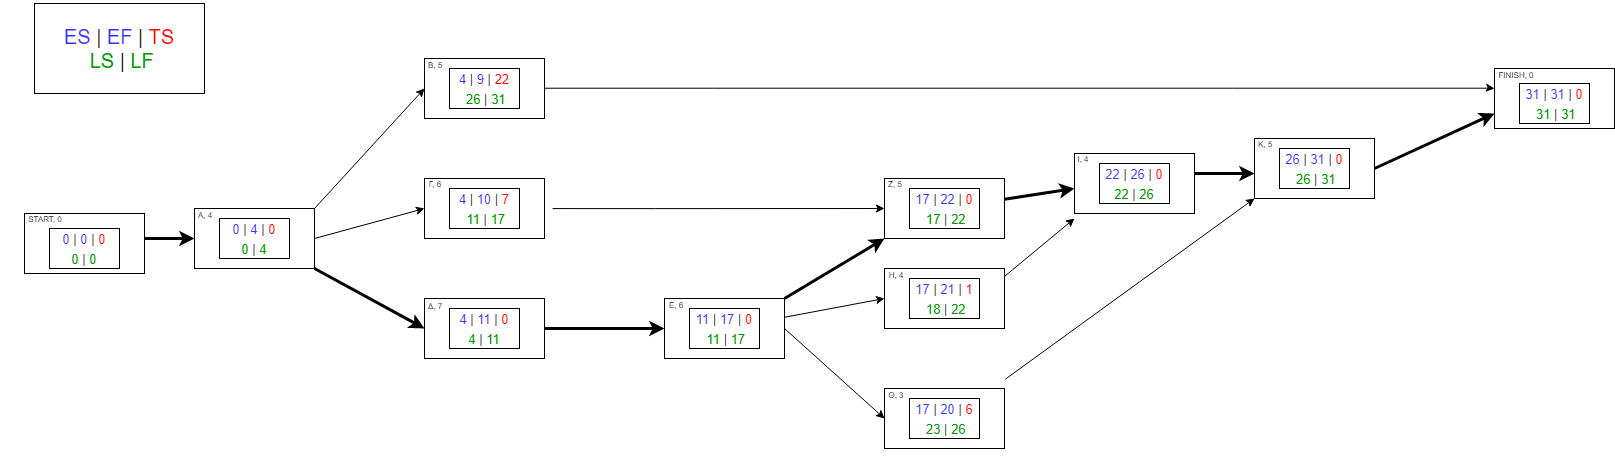 ES | EF | TS
LS | LF
START, 0
0 | 0 | 0
0 | 0
A, 4
0 | 4 | 0
0 | 4
B, 5
4 | 9 | 22
26 | 31
Γ, 6
4 | 10 | 7
11 | 17
Δ, 7
4 | 11 | 0
4 | 11
E, 6
11 | 17 | 0
11 | 17
Z, 5
17 | 22 | 0
17 | 22
H, 4
17 | 21 | 1
18 | 22
Θ, 3
17 | 20 | 6
23 | 26
I, 4
22 | 26 | 0
22 | 26
K, 5
26 | 31 | 0
26 | 31
FINISH, 0
31 | 31 | 0
31 | 31